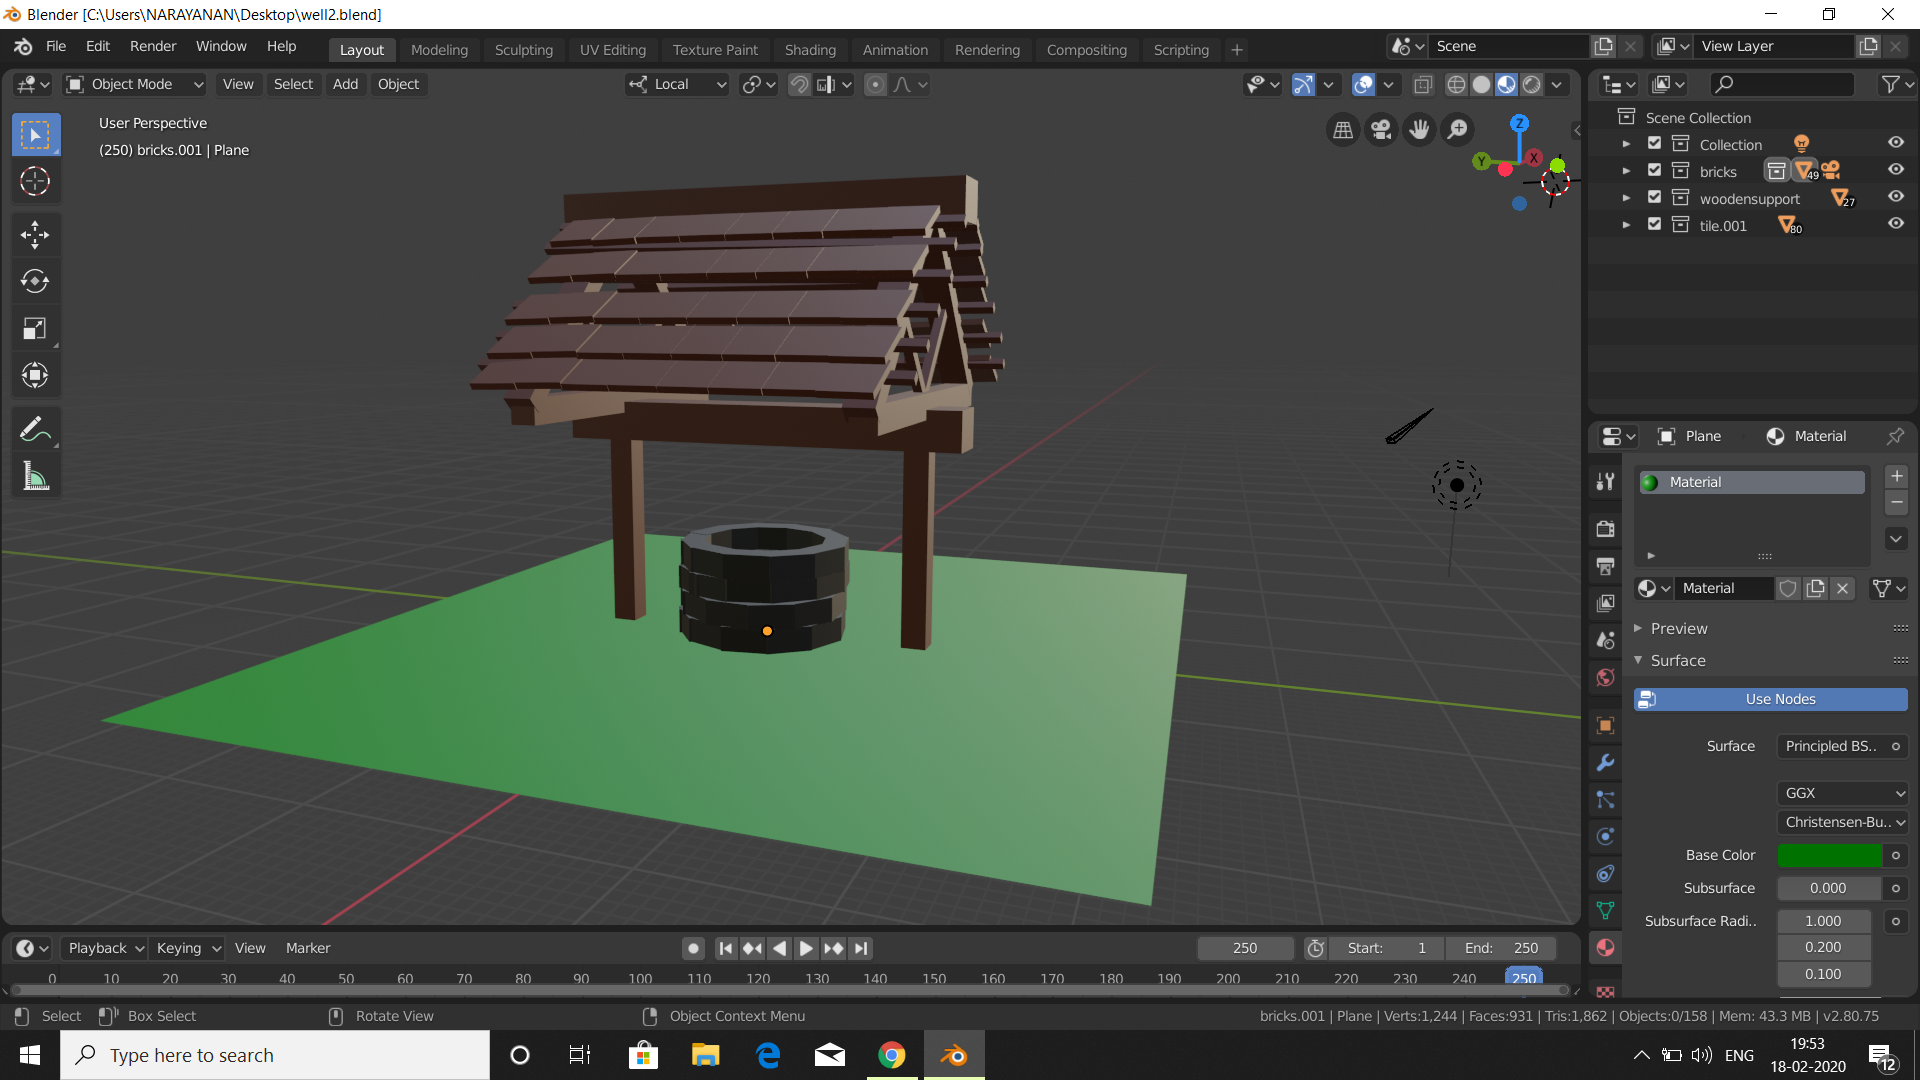 Blender [C:\Users\NARAYANAN\Desktop\well2.blend]
File Edit Render Window Help Layout Modeling Sculpting UV Editing Texture Paint Shading Animation Rendering Compositing Scripting + Scene View Layer
Object Mode View Select Add Object Local
User Perspective
(250) bricks.001 | Plane
Z
Y X
Scene Collection
Collection
bricks 49
woodensupport 27
tile.001 80
Plane Material
Material
Material
Preview
Surface
Use Nodes
Surface Principled BS..
GGX
Christensen-Bu..
Base Color
Subsurface 0.000
Subsurface Radi.. 1.000
0.200
0.100
Playback Keying View Marker 250 Start: 1 End: 250
0 10 20 30 40 50 60 70 80 90 100 110 120 130 140 150 160 170 180 190 200 210 220 230 240 250
Select Box Select Rotate View Object Context Menu bricks.001 | Plane | Verts:1,244 | Faces:931 | Tris:1,862 | Objects:0/158 | Mem: 43.3 MB | v2.80.75
Type here to search
ENG
19:53
18-02-2020
12